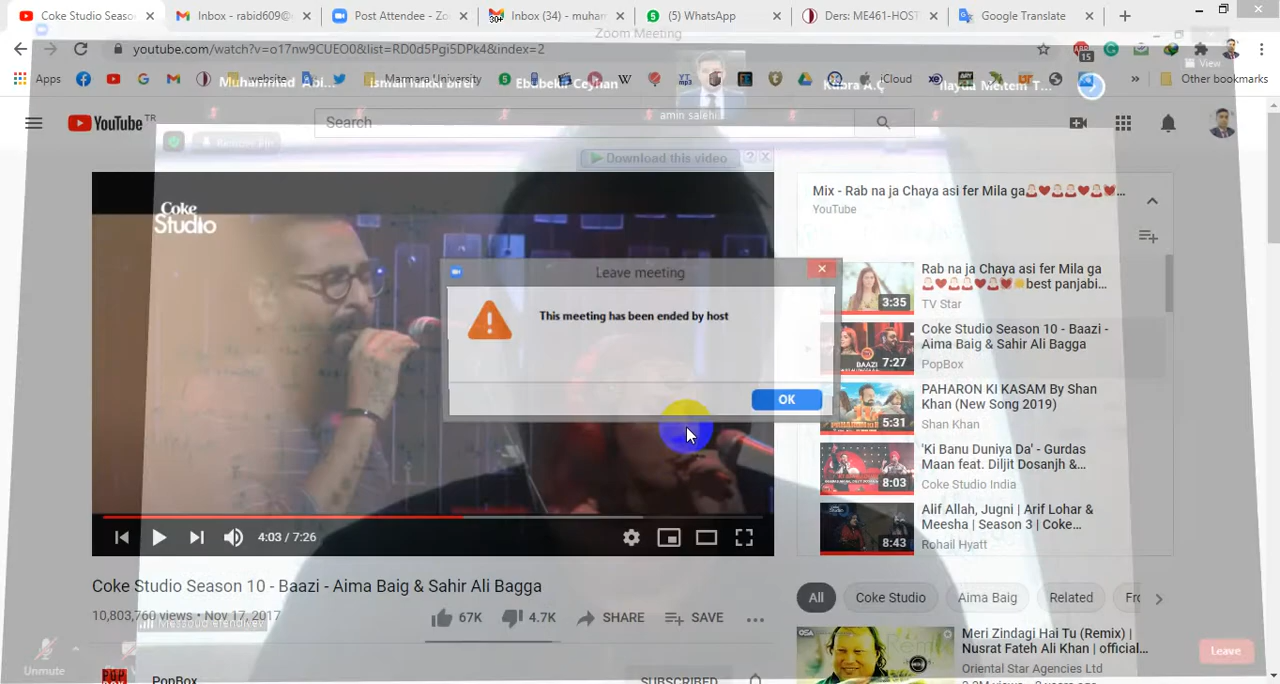 Coke Studio Seaso
Inbox - rabid609@
Post Attendee - Zo
Inbox (34) - muham
(5) WhatsApp
Ders: ME461-HOST
Google Translate
Zoom Meeting
youtube.com/watch?v=o17nw9CUEO0&list=RD0d5Pgi5DPk4&index=2
View
Apps
website
Marmara University
iCloud
Other bookmarks
Muhammad Abi...
Ismail hakkı birer
Ebubekir Ceyhan
Kübra A.Ç
amin salehi...
YouTube TR
Search
Download this video
Coke Studio
Mix - Rab na ja Chaya asi fer Mila ga
YouTube
Leave meeting
This meeting has been ended by host
OK
Rab na ja Chaya asi fer Mila ga
best panjabi...
TV Star
3:35
Coke Studio Season 10 - Baazi -
Aima Baig & Sahir Ali Bagga
PopBox
7:27
PAHARON KI KASAM By Shan
Khan (New Song 2019)
Shan Khan
5:31
'Ki Banu Duniya Da' - Gurdas
Maan feat. Diljit Dosanjh &...
Coke Studio India
8:03
Alif Allah, Jugni | Arif Lohar &
Meesha | Season 3 | Coke...
Rohail Hyatt
8:43
4:03 / 7:26
Coke Studio Season 10 - Baazi - Aima Baig & Sahir Ali Bagga
10,803,760 views • Nov 17, 2017
67K
4.7K
SHARE
SAVE
All
Coke Studio
Aima Baig
Related
Fro
Meri Zindagi Hai Tu (Remix) |
Nusrat Fateh Ali Khan | official...
Oriental Star Agencies Ltd
Unmute
Leave
POP
PopBox
SUBSCRIBED